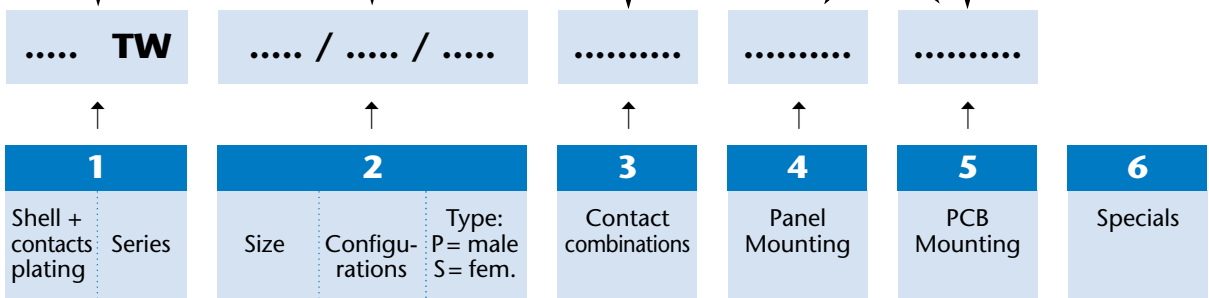 ..... TW
..... / ..... / .....
..........
..........
..........
1
2
3
4
5
6
Shell +
contacts
plating
Series
Size
Configu-
rations
Type:
P= male
S= fem.
Contact
combinations
Panel
Mounting
PCB
Mounting
Specials